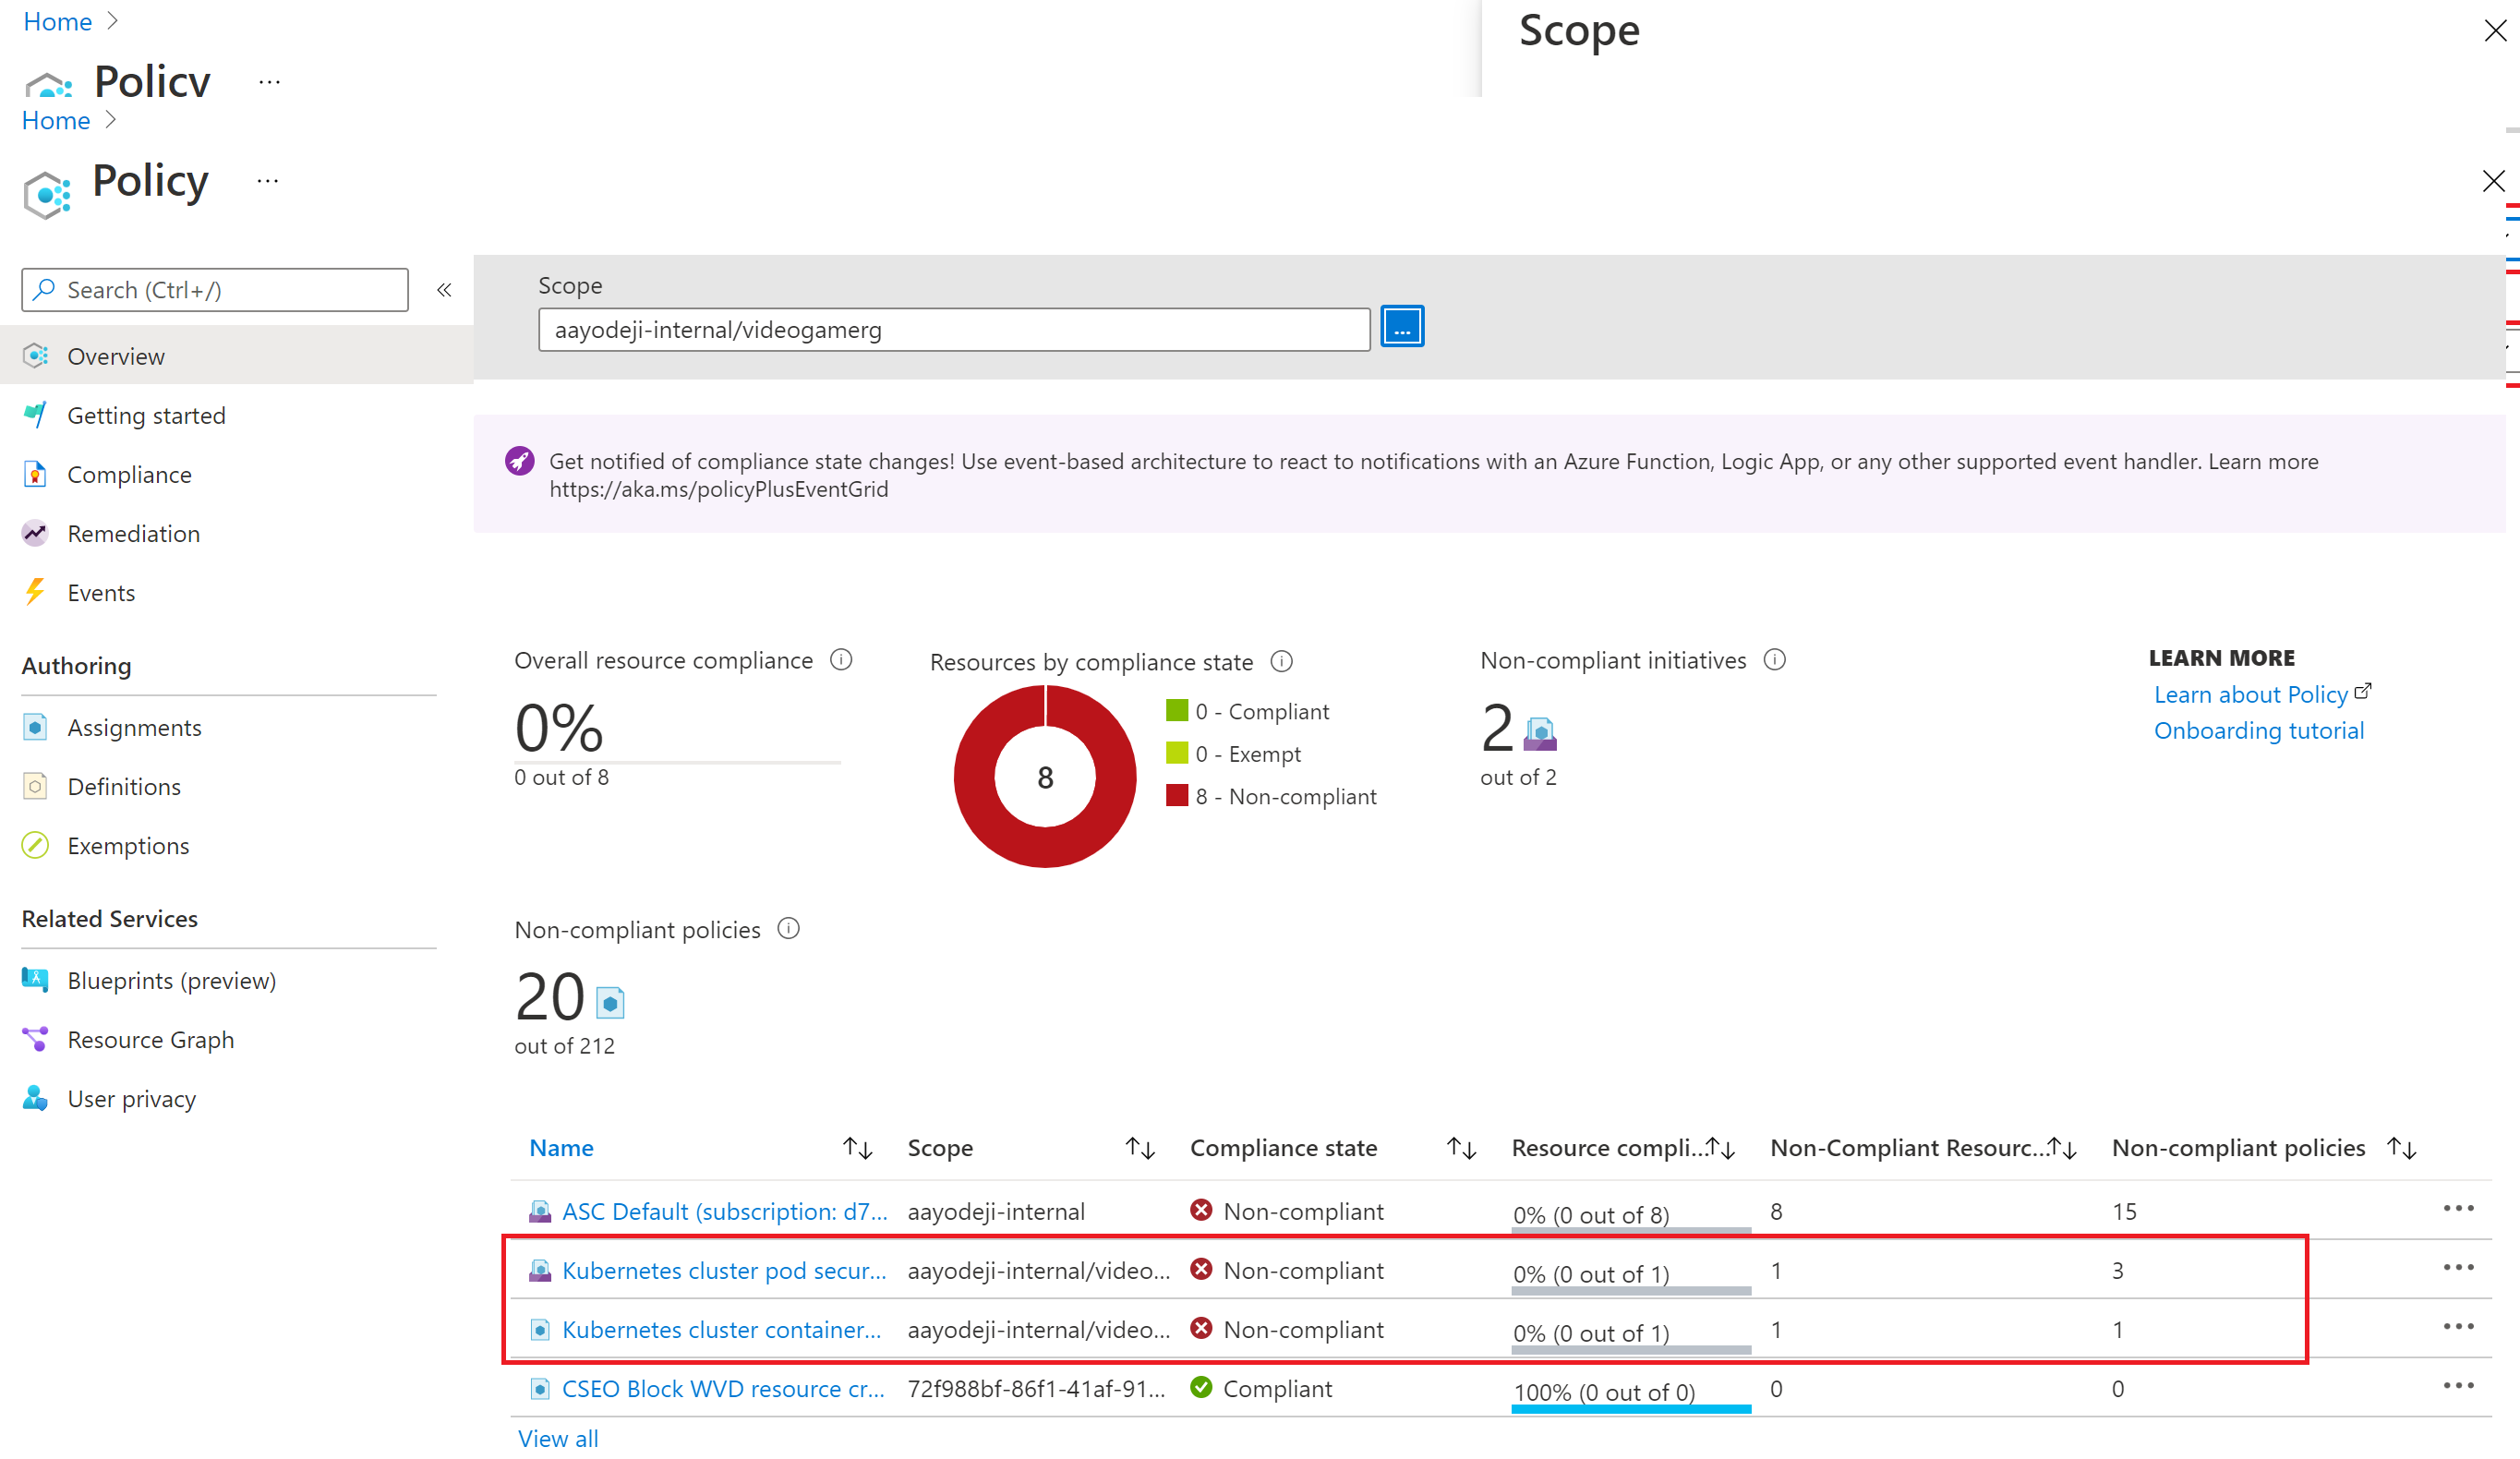 Home
Scope
Policy
Home
Policy
Search (Ctrl+/)
Overview
Getting started
Compliance
Remediation
Events
Authoring
Assignments
Definitions
Exemptions
Related Services
Blueprints (preview)
Resource Graph
User privacy
Scope
aayodeji-internal/videogamerg
Get notified of compliance state changes! Use event-based architecture to react to notifications with an Azure Function, Logic App, or any other supported event handler. Learn more
https://aka.ms/policyPlusEventGrid
Overall resource compliance
0%
0 out of 8
Resources by compliance state
8
0 - Compliant
0 - Exempt
8 - Non-compliant
Non-compliant initiatives
2
out of 2
LEARN MORE
Learn about Policy
Onboarding tutorial
Non-compliant policies
20
out of 212
Name Scope Compliance state Resource compli... Non-Compliant Resourc... Non-compliant policies
ASC Default (subscription: d7... aayodeji-internal Non-compliant 0% (0 out of 8) 8 15
Kubernetes cluster pod secur... aayodeji-internal/video... Non-compliant 0% (0 out of 1) 1 3
Kubernetes cluster container... aayodeji-internal/video... Non-compliant 0% (0 out of 1) 1 1
CSEO Block WVD resource cr... 72f988bf-86f1-41af-91... Compliant 100% (0 out of 0) 0 0
View all